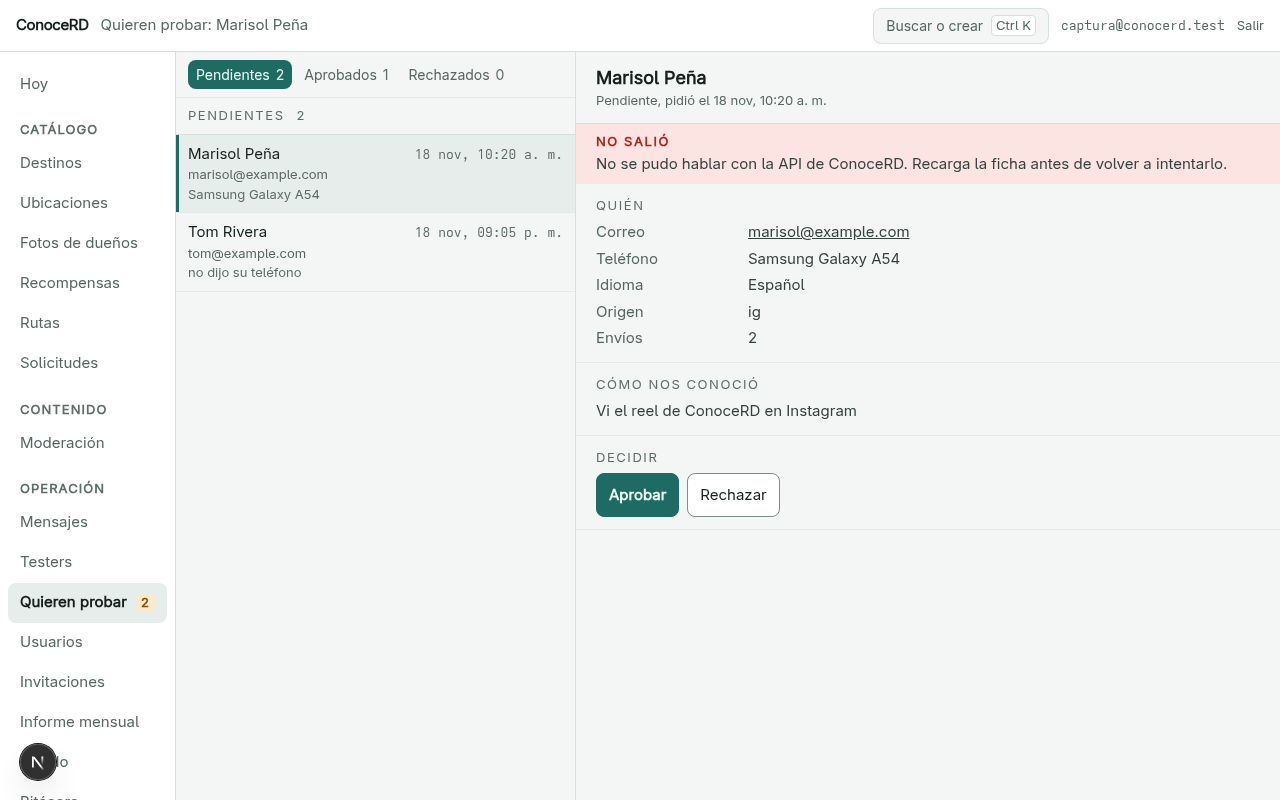 ConoceRD Quieren probar: Marisol Peña
Buscar o crear Ctrl K captura@conocerd.test Salir
Hoy
CATÁLOGO
Destinos
Ubicaciones
Fotos de dueños
Recompensas
Rutas
Solicitudes
CONTENIDO
Moderación
OPERACIÓN
Mensajes
Testers
Quieren probar 2
Usuarios
Invitaciones
Informe mensual
N
Pendientes 2 Aprobados 1 Rechazados 0
PENDIENTES 2
Marisol Peña 18 nov, 10:20 a. m.
marisol@example.com
Samsung Galaxy A54
Tom Rivera 18 nov, 09:05 p. m.
tom@example.com
no dijo su teléfono
Marisol Peña
Pendiente, pidió el 18 nov, 10:20 a. m.
NO SALIÓ
No se pudo hablar con la API de ConoceRD. Recarga la ficha antes de volver a intentarlo.
QUIÉN
Correo marisol@example.com
Teléfono Samsung Galaxy A54
Idioma Español
Origen ig
Envíos 2
CÓMO NOS CONOCIÓ
Vi el reel de ConoceRD en Instagram
DECIDIR
Aprobar Rechazar